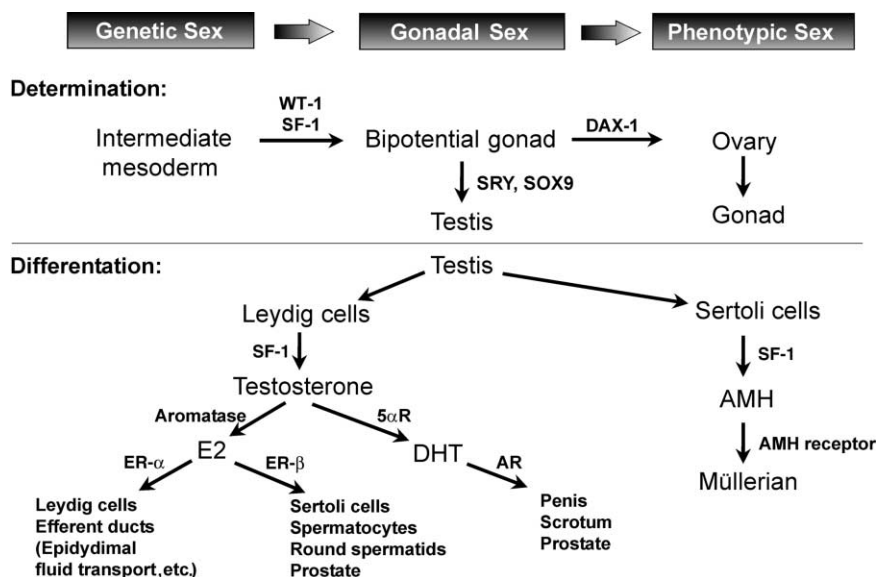 Genetic Sex
Gonadal Sex
Phenotypic Sex
Determination:
WT-1
SF-1
Intermediate
mesoderm
Bipotential gonad
DAX-1
Ovary
SRY, SOX9
Testis
Gonad
Differentation:
Testis
Leydig cells
Sertoli cells
SF-1
SF-1
Testosterone
AMH
Aromatase
5αR
AMH receptor
E2
DHT
ER-α
ER-β
AR
Müllerian
Leydig cells
Efferent ducts
(Epidydimal
fluid transport,etc.)
Sertoli cells
Spermatocytes
Round spermatids
Prostate
Penis
Scrotum
Prostate